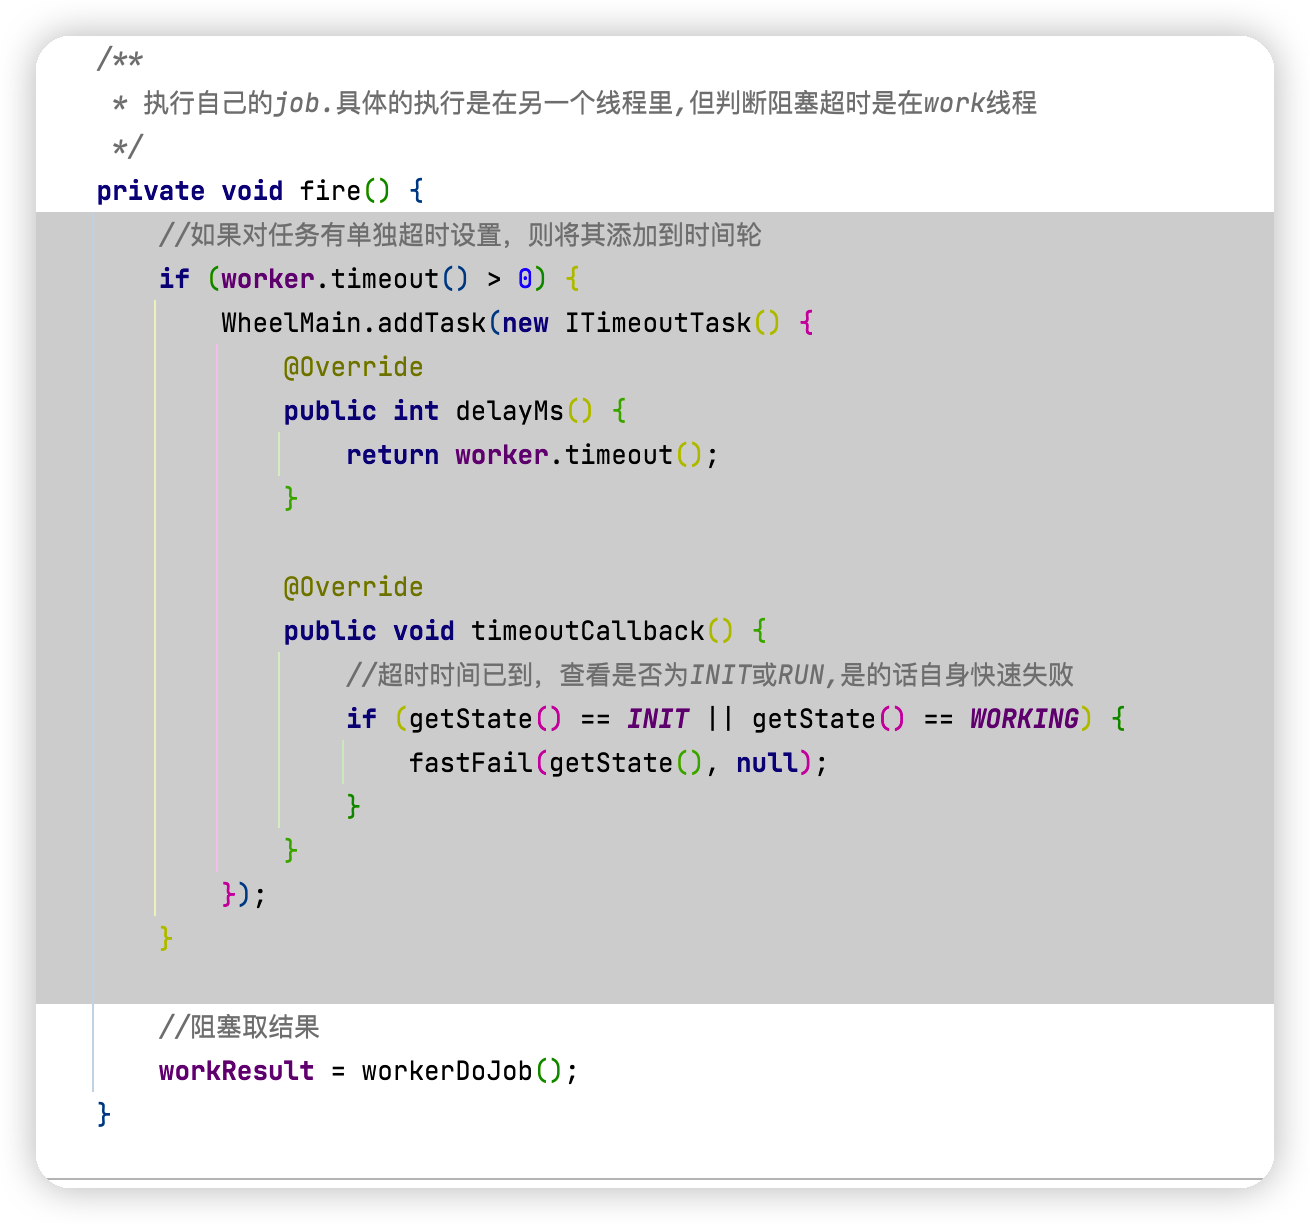 /**
 * 执行自己的job.具体的执行是在另一个线程里,但判断阻塞超时是在work线程
 */
private void fire() {
    //如果对任务有单独超时设置，则将其添加到时间轮
    if (worker.timeout() > 0) {
        WheelMain.addTask(new ITimeoutTask() {
            @Override
            public int delayMs() {
                return worker.timeout();
            }

            @Override
            public void timeoutCallback() {
                //超时时间已到，查看是否为INIT或RUN,是的话自身快速失败
                if (getState() == INIT || getState() == WORKING) {
                    fastFail(getState(), null);
                }
            }
        });
    }

    //阻塞取结果
    workResult = workerDoJob();
}